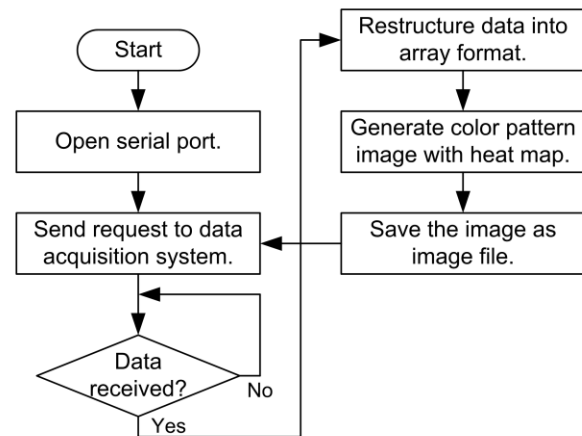 Start
Open serial port.
Send request to data
acquisition system.
Data
received?
No
Yes
Restructure data into
array format.
Generate color pattern
image with heat map.
Save the image as
image file.